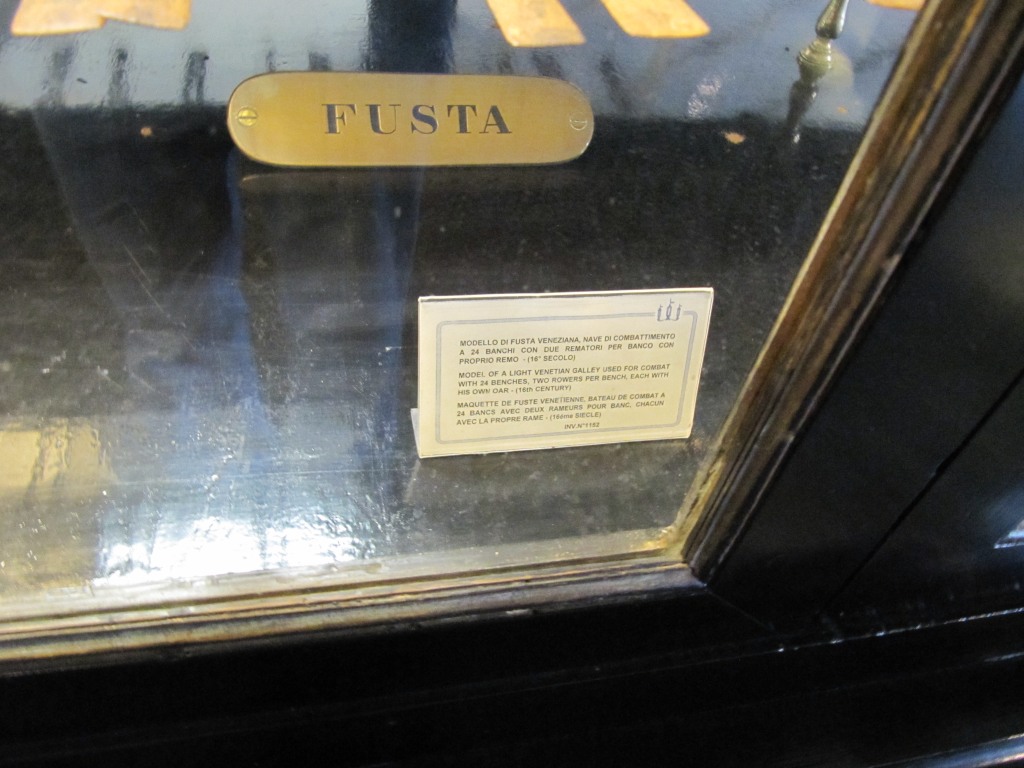 FUSTA
MODELLO DI FUSTA VENEZIANA, NAVE DI COMBATTIMENTO
A 24 BANCHI CON DUE REMATORI PER BANCO CON
PROPRIO REMO - (16° SECOLO)
MODEL OF A LIGHT VENETIAN GALLEY USED FOR COMBAT
WITH 24 BENCHES, TWO ROWERS PER BENCH, EACH WITH
HIS OWN OAR - (16th CENTURY)
MAQUETTE DE FUSTE VENETIENNE, BATEAU DE COMBAT A
24 BANCS AVEC DEUX RAMEURS POUR BANC, CHACUN
AVEC LA PROPRE RAME - (16ème SIECLE)
INV.N°1182